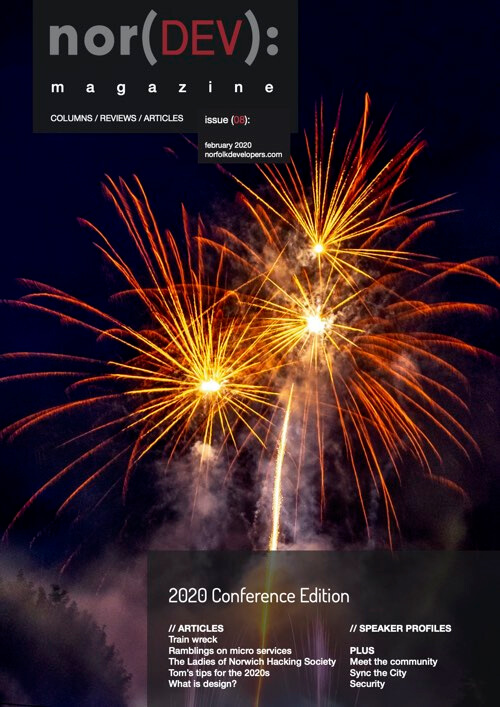 nor(DEV):
magazine
COLUMNS / REVIEWS / ARTICLES
issue (08):
february 2020
norfolkdevelopers.com
2020 Conference Edition
// ARTICLES
Train wreck
Ramblings on micro services
The Ladies of Norwich Hacking Society
Tom's tips for the 2020s
What is design?
// SPEAKER PROFILES
PLUS
Meet the community
Sync the City
Security